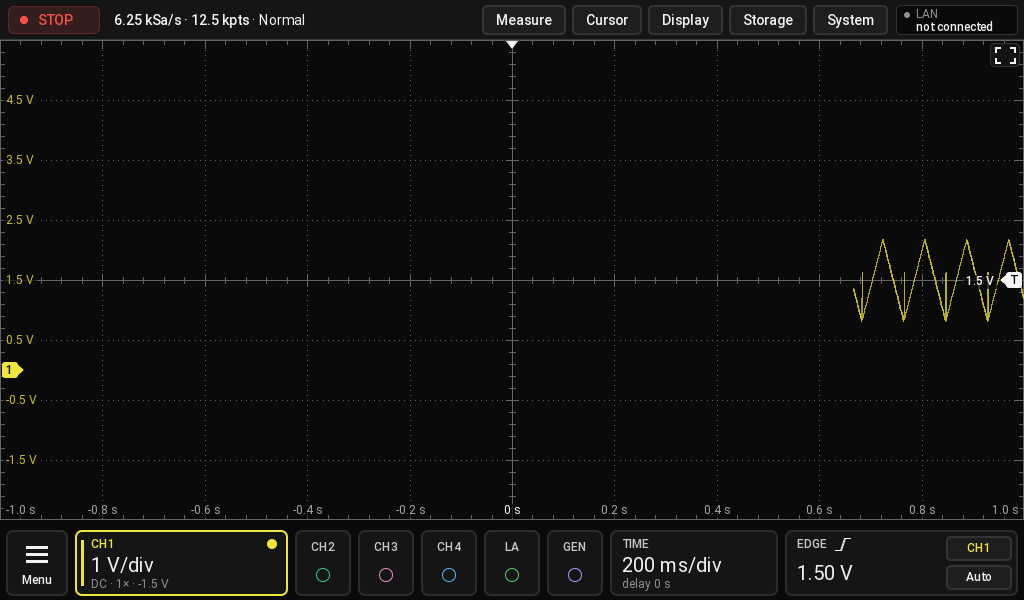 STOP
6.25 kSa/s · 12.5 kpts · Normal
Measure
Cursor
Display
Storage
System
LAN
not connected
4.5 V
3.5 V
2.5 V
1.5 V
1.5 V
T
0.5 V
1
-0.5 V
-1.5 V
-1.0 s
-0.8 s
-0.6 s
-0.4 s
-0.2 s
0 s
0.2 s
0.4 s
0.6 s
0.8 s
1.0 s
Menu
CH1
1 V/div
DC · 1× · -1.5 V
CH2
CH3
CH4
LA
GEN
TIME
200 ms/div
delay 0 s
EDGE
1.50 V
CH1
Auto